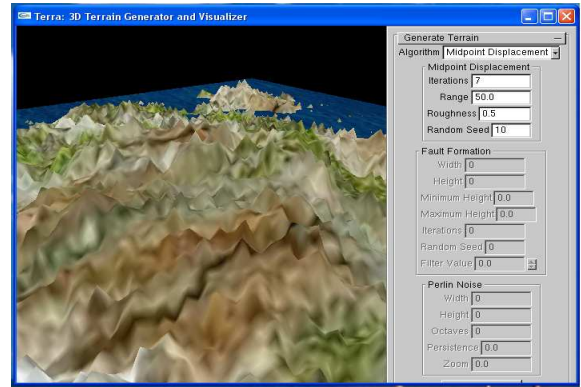 Terra: 3D Terrain Generator and Visualizer
Generate Terrain
Algorithm Midpoint Displacement
Midpoint Displacement
Iterations 7
Range 50.0
Roughness 0.5
Random Seed 10
Fault Formation
Width 0
Height 0
Minimum Height 0.0
Maximum Height 0.0
Iterations 0
Random Seed 0
Filter Value 0.0
Perlin Noise
Width 0
Height 0
Octaves 0
Persistence 0.0
Zoom 0.0